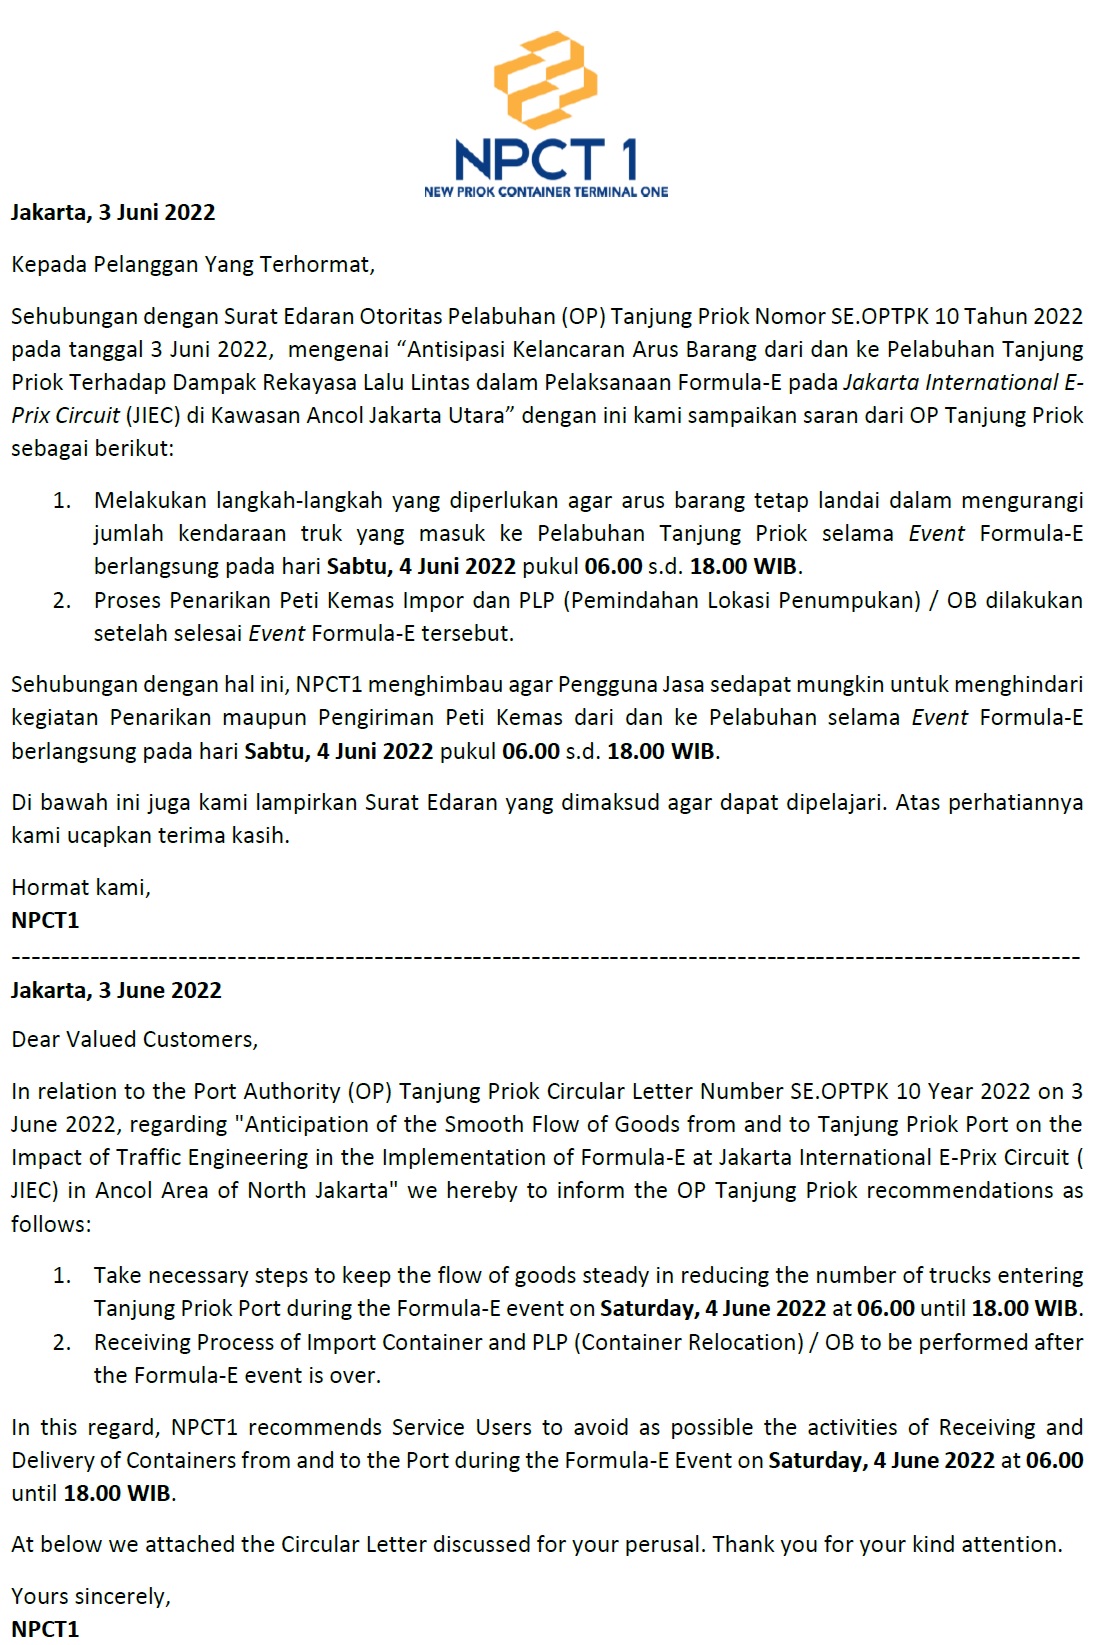 NPCT 1
NEW PRIOK CONTAINER TERMINAL ONE
Jakarta, 3 Juni 2022
Kepada Pelanggan Yang Terhormat,
Sehubungan dengan Surat Edaran Otoritas Pelabuhan (OP) Tanjung Priok Nomor SE.OPTPK 10 Tahun 2022
pada tanggal 3 Juni 2022, mengenai “Antisipasi Kelancaran Arus Barang dari dan ke Pelabuhan Tanjung
Priok Terhadap Dampak Rekayasa Lalu Lintas dalam Pelaksanaan Formula-E pada Jakarta International E-
Prix Circuit (JIEC) di Kawasan Ancol Jakarta Utara” dengan ini kami sampaikan saran dari OP Tanjung Priok
sebagai berikut:
1. Melakukan langkah-langkah yang diperlukan agar arus barang tetap landai dalam mengurangi
jumlah kendaraan truk yang masuk ke Pelabuhan Tanjung Priok selama Event Formula-E
berlangsung pada hari Sabtu, 4 Juni 2022 pukul 06.00 s.d. 18.00 WIB.
2. Proses Penarikan Peti Kemas Impor dan PLP (Pemindahan Lokasi Penumpukan) / OB dilakukan
setelah selesai Event Formula-E tersebut.
Sehubungan dengan hal ini, NPCT1 menghimbau agar Pengguna Jasa sedapat mungkin untuk menghindari
kegiatan Penarikan maupun Pengiriman Peti Kemas dari dan ke Pelabuhan selama Event Formula-E
berlangsung pada hari Sabtu, 4 Juni 2022 pukul 06.00 s.d. 18.00 WIB.
Di bawah ini juga kami lampirkan Surat Edaran yang dimaksud agar dapat dipelajari. Atas perhatiannya
kami ucapkan terima kasih.
Hormat kami,
NPCT1
------------------------------------------------------------------------------------------------------------
Jakarta, 3 June 2022
Dear Valued Customers,
In relation to the Port Authority (OP) Tanjung Priok Circular Letter Number SE.OPTPK 10 Year 2022 on 3
June 2022, regarding "Anticipation of the Smooth Flow of Goods from and to Tanjung Priok Port on the
Impact of Traffic Engineering in the Implementation of Formula-E at Jakarta International E-Prix Circuit (
JIEC) in Ancol Area of North Jakarta" we hereby to inform the OP Tanjung Priok recommendations as
follows:
1. Take necessary steps to keep the flow of goods steady in reducing the number of trucks entering
Tanjung Priok Port during the Formula-E event on Saturday, 4 June 2022 at 06.00 until 18.00 WIB.
2. Receiving Process of Import Container and PLP (Container Relocation) / OB to be performed after
the Formula-E event is over.
In this regard, NPCT1 recommends Service Users to avoid as possible the activities of Receiving and
Delivery of Containers from and to the Port during the Formula-E Event on Saturday, 4 June 2022 at 06.00
until 18.00 WIB.
At below we attached the Circular Letter discussed for your perusal. Thank you for your kind attention.
Yours sincerely,
NPCT1